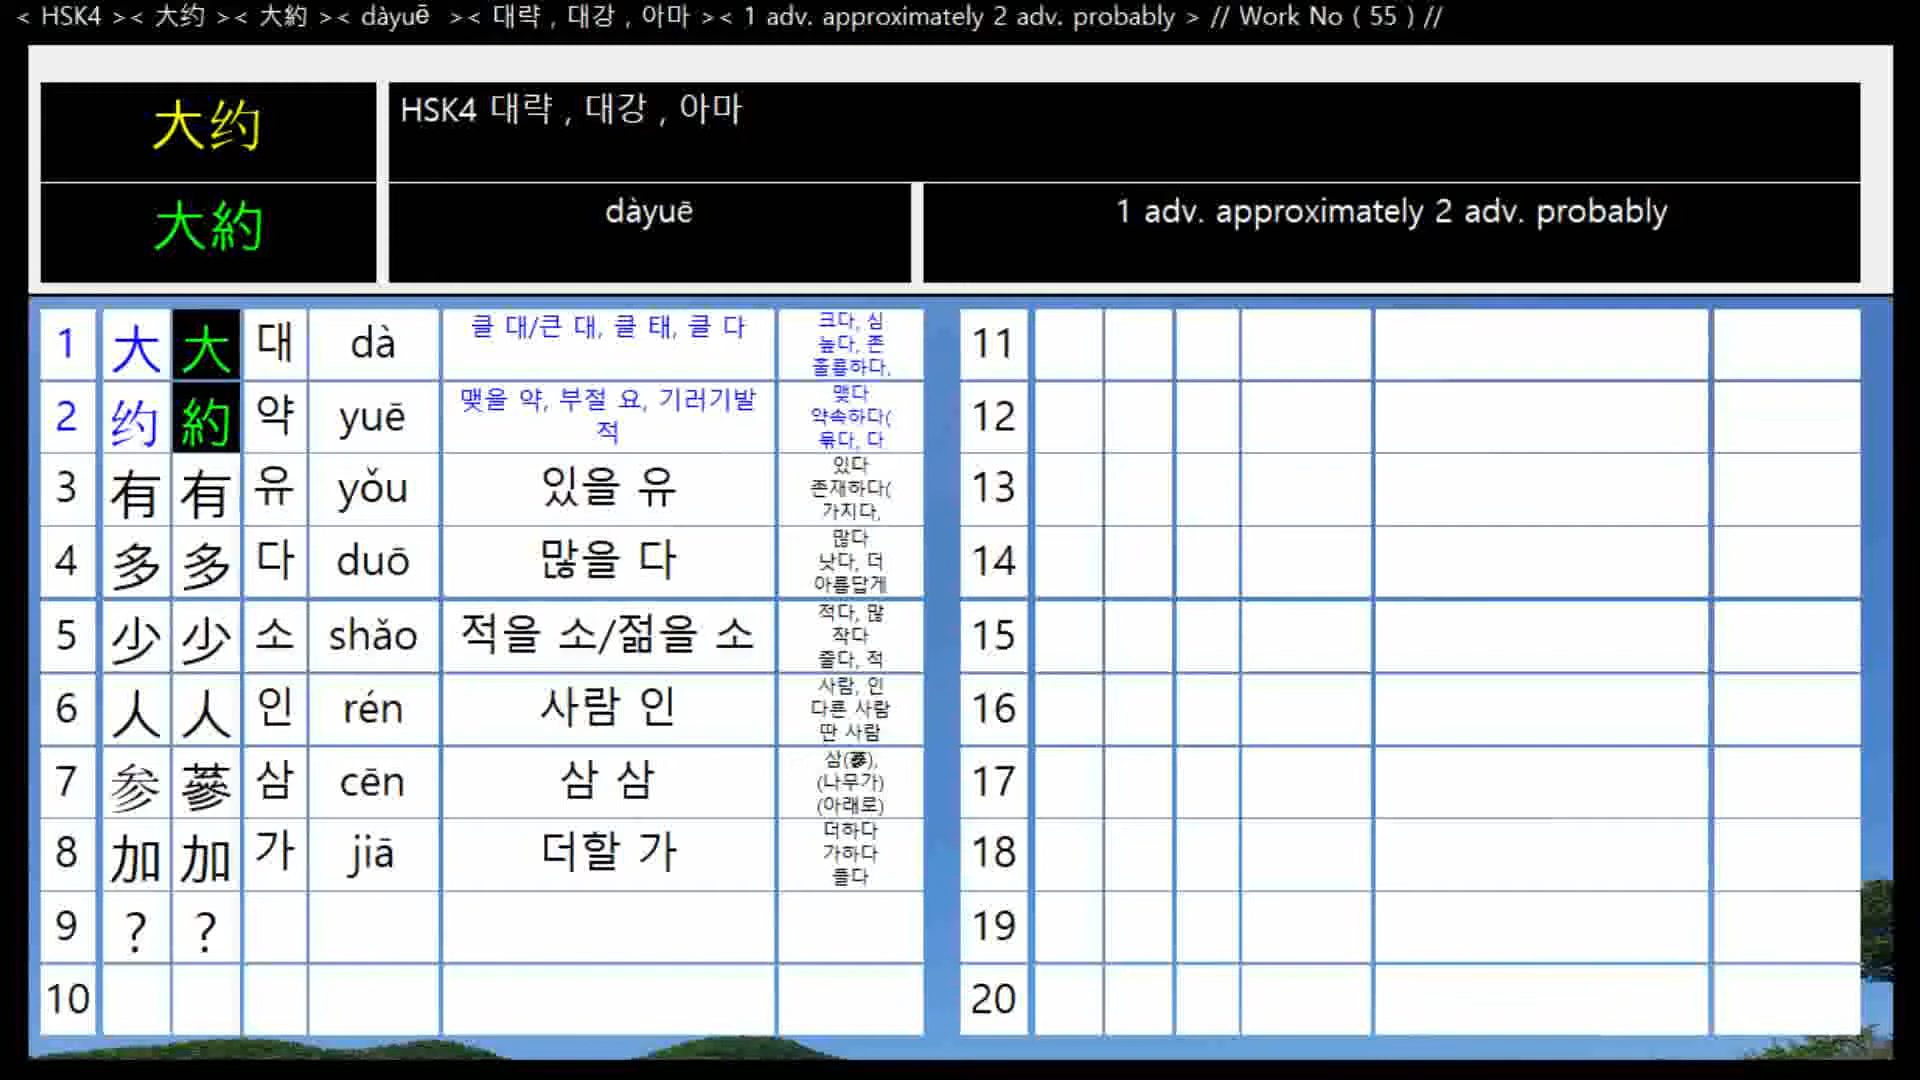 < HSK4 >< 大约 >< 大約 >< dàyuē >< 대략 , 대강 , 아마 >< 1 adv. approximately 2 adv. probably > // Work No ( 55 ) //
大约
HSK4 대략 , 대강 , 아마
大約
dàyuē
1 adv. approximately 2 adv. probably
1 大 大 대 dà 클 대/큰 대, 클 태, 클 다
크다, 심
높다, 존
훌륭하다,
2 约 約 약 yuē 맺을 약, 부절 요, 기러기발
적
맺다
약속하다(
묶다, 다
3 有 有 유 yǒu 있을 유
있다
존재하다(
가지다,
4 多 多 다 duō 많을 다
많다
낫다, 더
아름답게
5 少 少 소 shǎo 적을 소/젊을 소
적다, 많
작다
줄다, 적
6 人 人 인 rén 사람 인
사람, 인
다른 사람
딴 사람
7 参 蔘 삼 cēn 삼 삼
삼(蔘),
(나무가)
(아래로)
8 加 加 가 jiā 더할 가
더하다
가하다
들다
9 ? ?
10
11
12
13
14
15
16
17
18
19
20